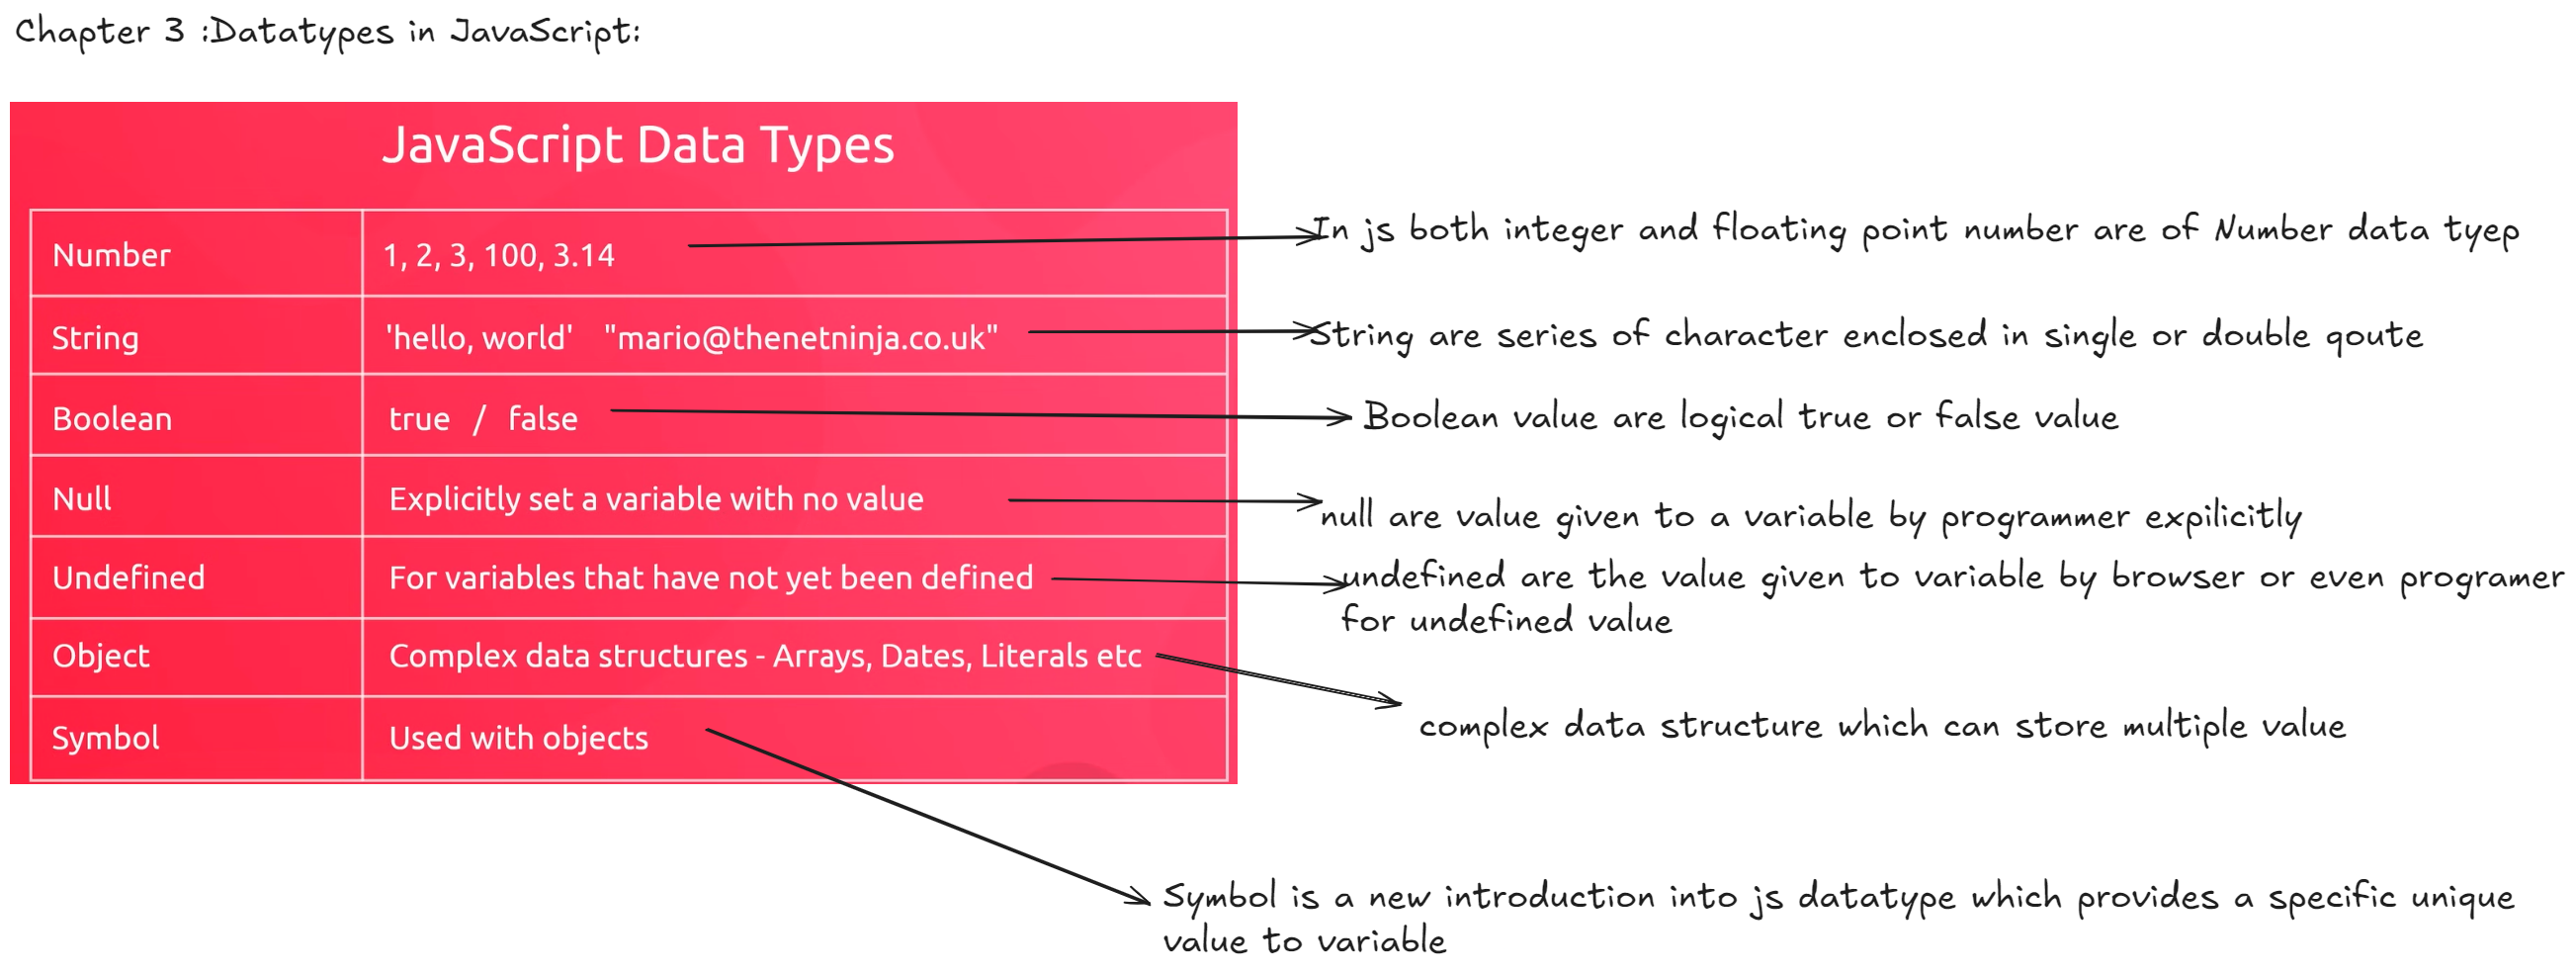 Chapter 3 :Datatypes in JavaScript:
JavaScript Data Types
Number 1, 2, 3, 100, 3.14
In js both integer and floating point number are of Number data tyep
String 'hello, world' "mario@thenetninja.co.uk"
String are series of character enclosed in single or double qoute
Boolean true / false
Boolean value are logical true or false value
Null Explicitly set a variable with no value
null are value given to a variable by programmer expilicitly
Undefined For variables that have not yet been defined
undefined are the value given to variable by browser or even programer
for undefined value
Object Complex data structures - Arrays, Dates, Literals etc
complex data structure which can store multiple value
Symbol Used with objects
Symbol is a new introduction into js datatype which provides a specific unique
value to variable